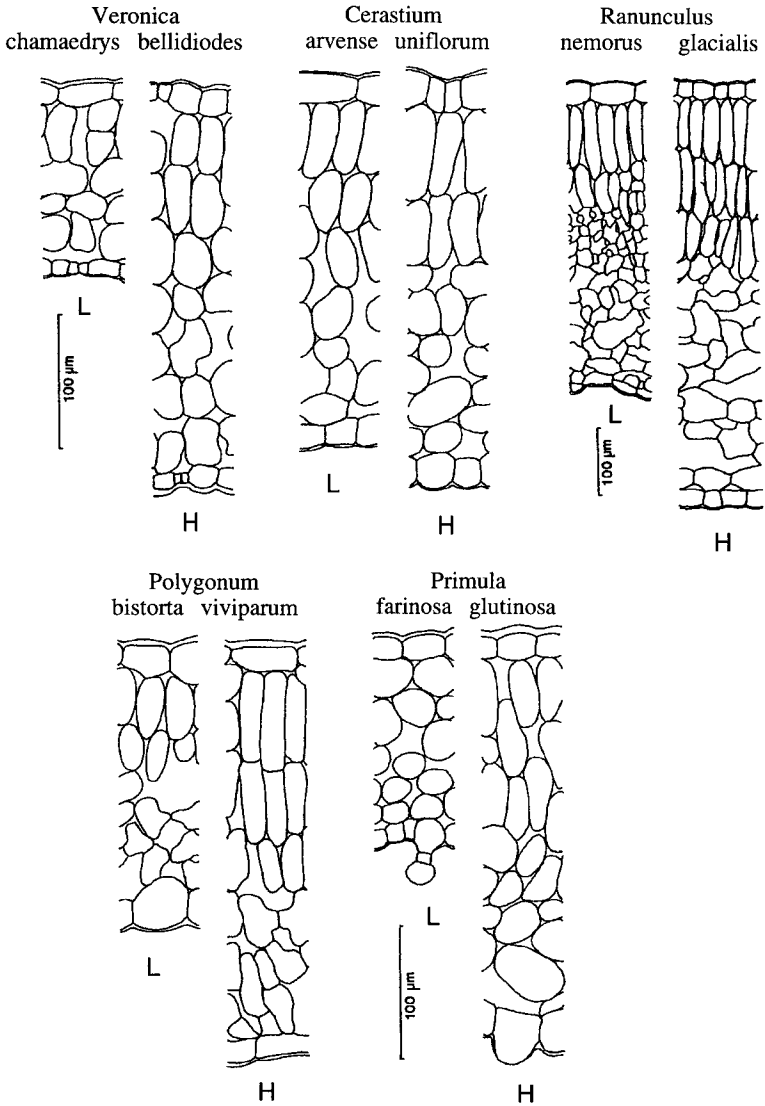 Veronica
chamaedrys bellidiodes
Cerastium
arvense uniflorum
Ranunculus
nemorus glacialis
L
100 µm
H
L
H
L
100 µm
H
Polygonum
bistorta viviparum
Primula
farinosa glutinosa
L
H
L
100 µm
H